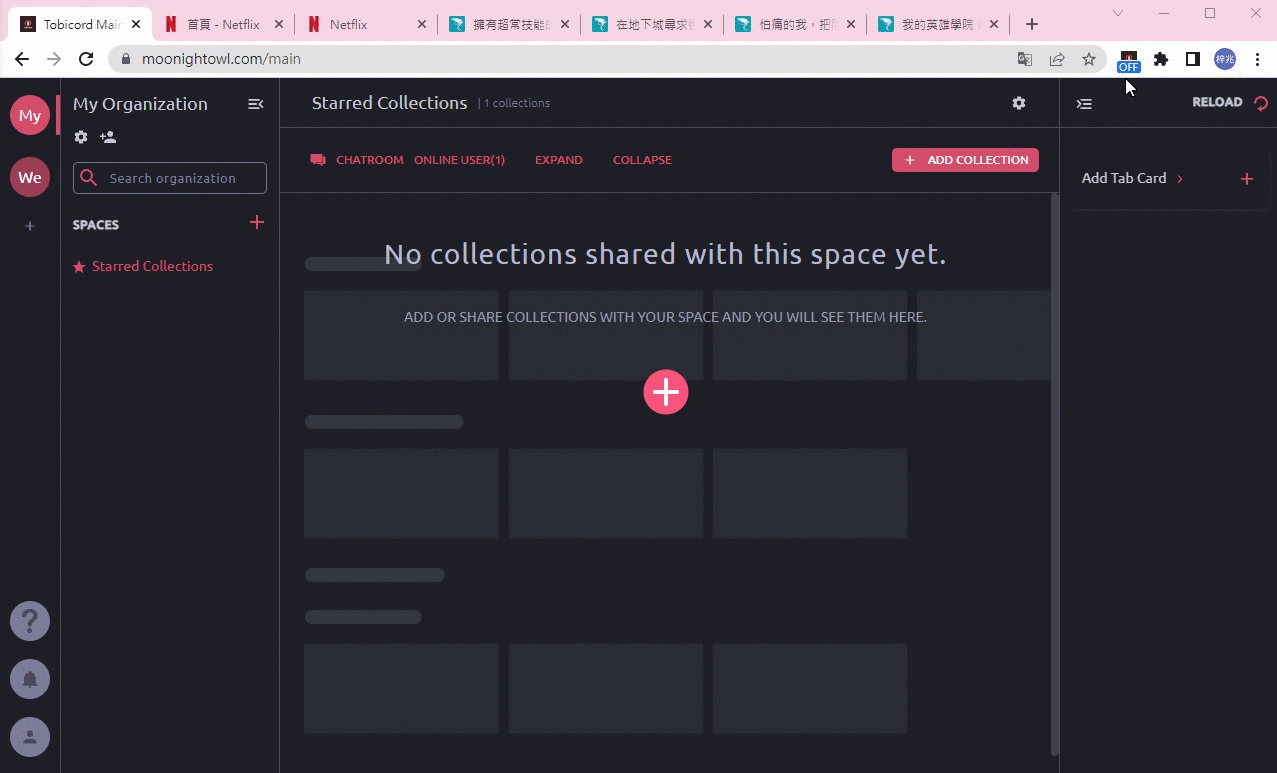 Tobicord Main
首頁 - Netflix
Netflix
擁有超常技能的
在地下城尋求
怕痛的我，把
我的英雄學院
moonightowl.com/main
OFF
梓兆
My
We
My Organization
Search organization
SPACES
Starred Collections
Starred Collections
| 1 collections
CHATROOM
ONLINE USER(1)
EXPAND
COLLAPSE
ADD COLLECTION
No collections shared with this space yet.
ADD OR SHARE COLLECTIONS WITH YOUR SPACE AND YOU WILL SEE THEM HERE.
RELOAD
Add Tab Card